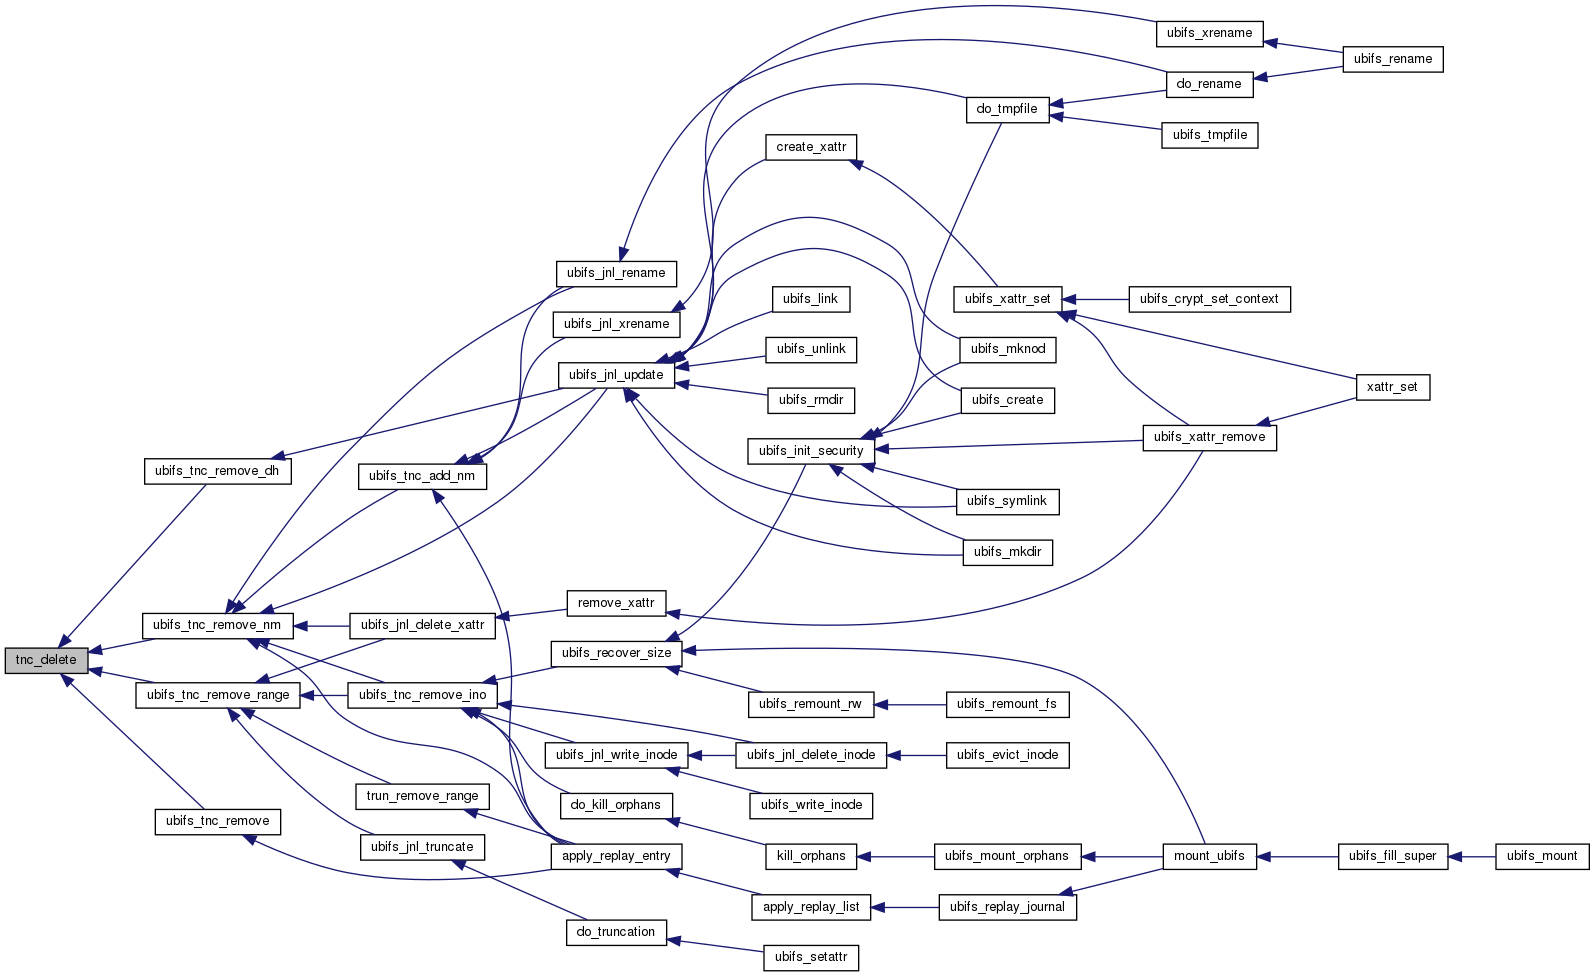 ubifs_xrename
ubifs_rename
do_rename
do_tmpfile
ubifs_tmpfile
create_xattr
ubifs_jnl_rename
ubifs_link
ubifs_xattr_set
ubifs_crypt_set_context
ubifs_jnl_xrename
ubifs_unlink
ubifs_mknod
ubifs_jnl_update
xattr_set
ubifs_rmdir
ubifs_create
ubifs_xattr_remove
ubifs_init_security
ubifs_tnc_remove_dh
ubifs_tnc_add_nm
ubifs_symlink
ubifs_mkdir
remove_xattr
ubifs_tnc_remove_nm
ubifs_jnl_delete_xattr
ubifs_recover_size
tnc_delete
ubifs_tnc_remove_range
ubifs_tnc_remove_ino
ubifs_remount_rw
ubifs_remount_fs
ubifs_jnl_write_inode
ubifs_jnl_delete_inode
ubifs_evict_inode
trun_remove_range
do_kill_orphans
ubifs_write_inode
ubifs_tnc_remove
ubifs_jnl_truncate
apply_replay_entry
kill_orphans
ubifs_mount_orphans
mount_ubifs
ubifs_fill_super
ubifs_mount
apply_replay_list
ubifs_replay_journal
do_truncation
ubifs_setattr